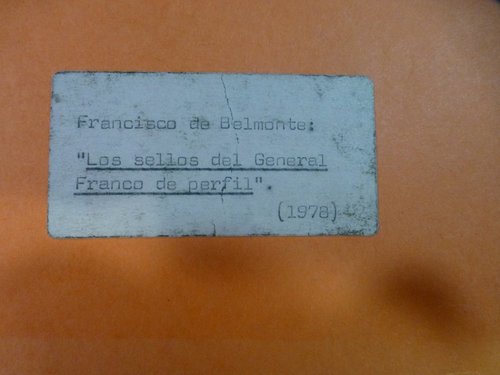 Francisco de Belmonte:
"Los sellos del General
Franco de perfil".
(1978)